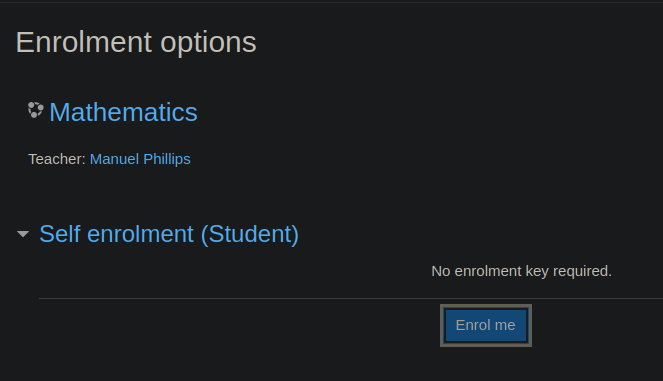 Enrolment options
Mathematics
Teacher: Manuel Phillips
Self enrolment (Student)
No enrolment key required.
Enrol me